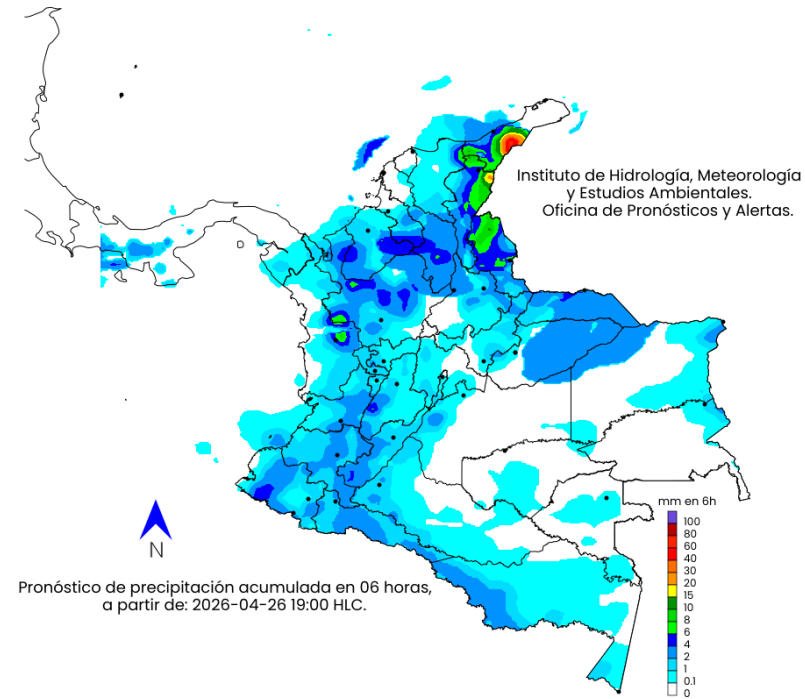 Instituto de Hidrología, Meteorología
y Estudios Ambientales.
Oficina de Pronósticos y Alertas.
mm en 6h
100
80
60
40
30
20
15
10
8
6
4
2
1
0.1
0
N
Pronóstico de precipitación acumulada en 06 horas,
a partir de: 2026-04-26 19:00 HLC.